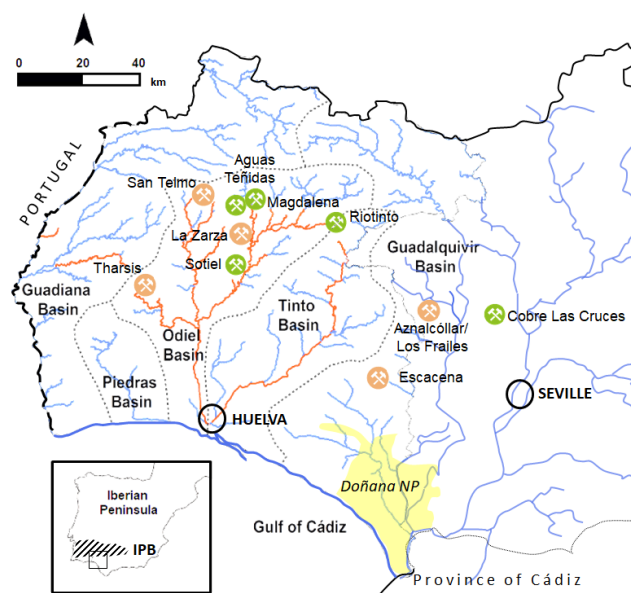 0 20 40
km
PORTUGAL
Aguas
Teñidas
San Telmo
Magdalena
Riotinto
La Zarza
Guadalquivir
Basin
Sotiel
Tharsis
Guadiana
Basin
Tinto
Basin
Cobre Las Cruces
Aznalcóllar/
Los Frailes
Odiel
Basin
Piedras
Basin
Escacena
SEVILLE
HUELVA
Doñana NP
Iberian
Peninsula
IPB
Gulf of Cádiz
Province of Cádiz